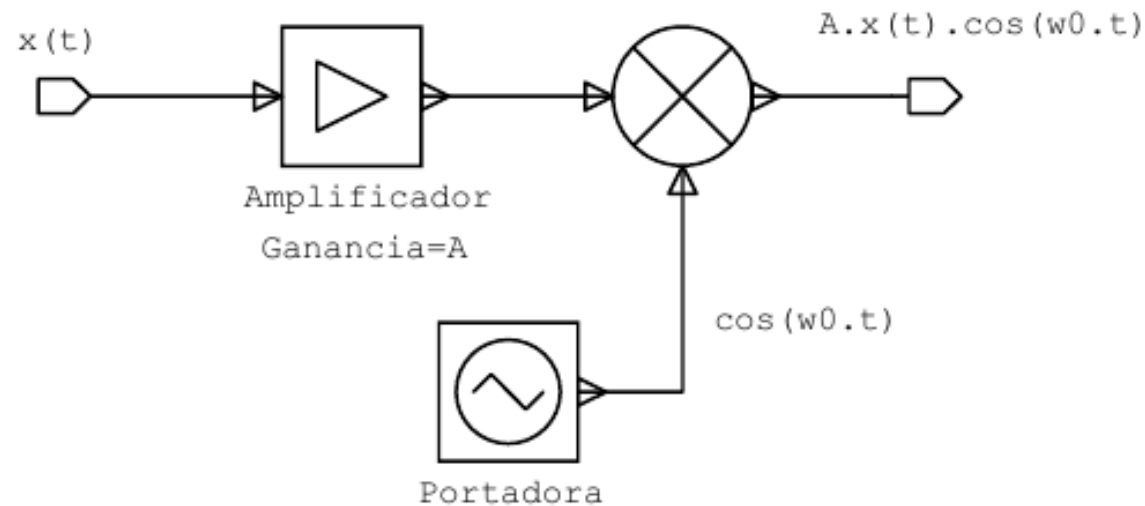 x(t)
A.x(t).cos(w0.t)
Amplificador
Ganancia=A
cos(w0.t)
Portadora